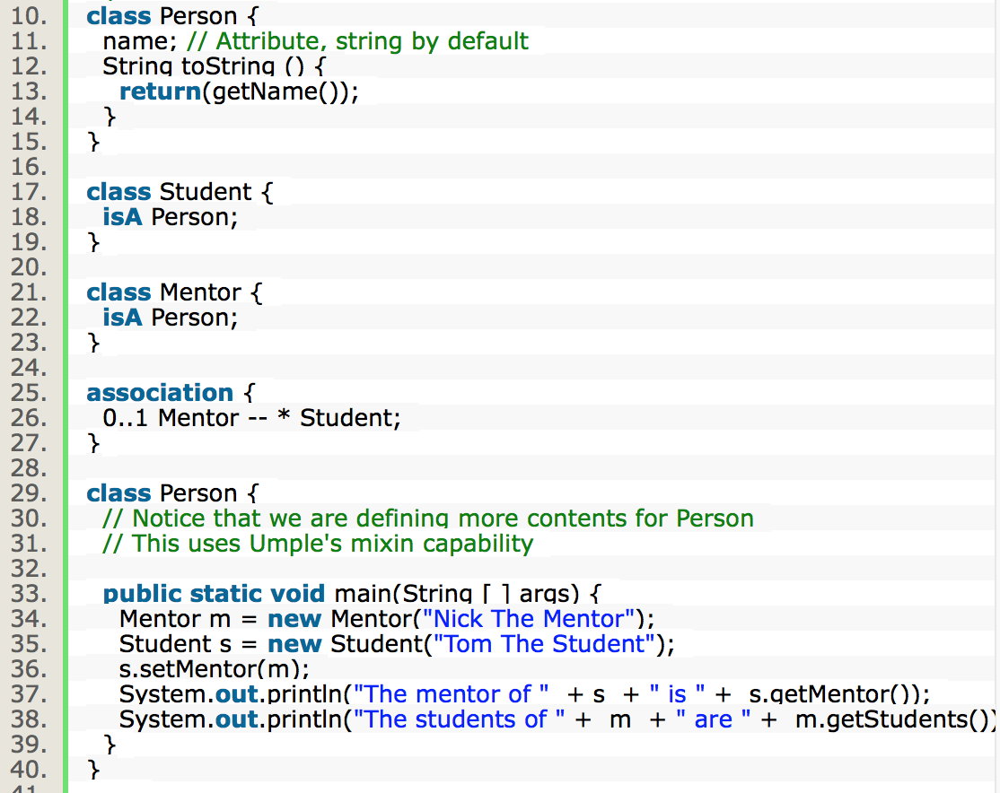 10. class Person {
11. name; // Attribute, string by default
12. String toString () {
13. return(getName());
14. }
15. }
16.
17. class Student {
18. isA Person;
19. }
20.
21. class Mentor {
22. isA Person;
23. }
24.
25. association {
26. 0..1 Mentor -- * Student;
27. }
28.
29. class Person {
30. // Notice that we are defining more contents for Person
31. // This uses Umple's mixin capability
32.
33. public static void main(String [ ] args) {
34. Mentor m = new Mentor("Nick The Mentor");
35. Student s = new Student("Tom The Student");
36. s.setMentor(m);
37. System.out.println("The mentor of " + s + " is " + s.getMentor());
38. System.out.println("The students of " + m + " are " + m.getStudents())
39. }
40. }
41.